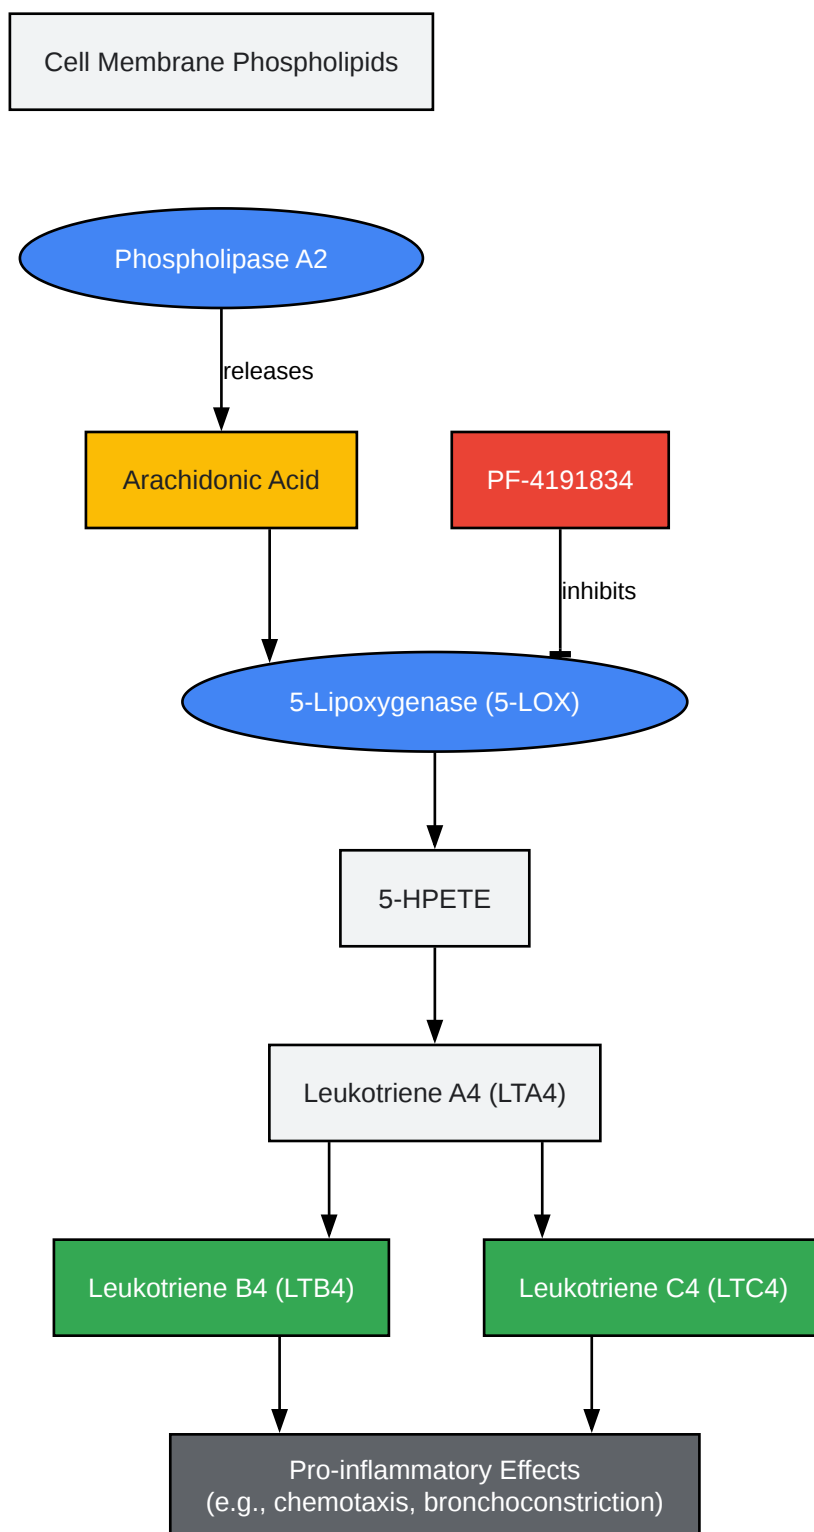 Cell Membrane Phospholipids
Phospholipase A2
releases
Arachidonic Acid
PF-4191834
inhibits
5-Lipoxygenase (5-LOX)
5-HPETE
Leukotriene A4 (LTA4)
Leukotriene B4 (LTB4)
Leukotriene C4 (LTC4)
Pro-inflammatory Effects
(e.g., chemotaxis, bronchoconstriction)